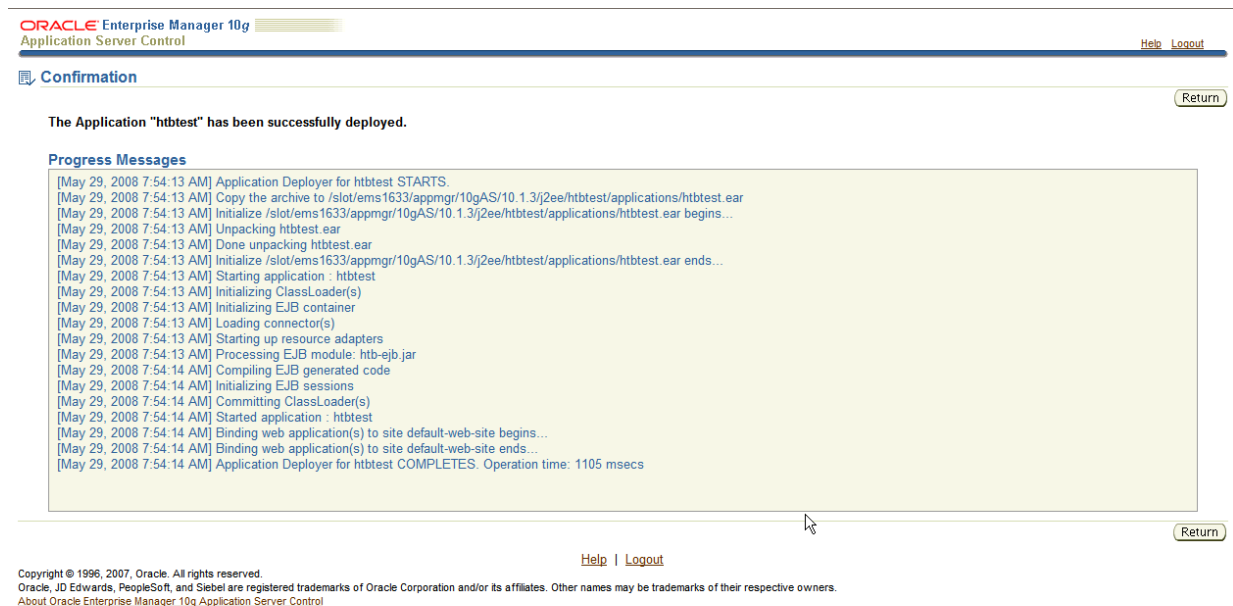 ORACLE Enterprise Manager 10g
Application Server Control
Help Logout
Confirmation
Return
The Application "htbtest" has been successfully deployed.
Progress Messages
[May 29, 2008 7:54:13 AM] Application Deployer for htbtest STARTS.
[May 29, 2008 7:54:13 AM] Copy the archive to /slot/ems1633/appmgr/10gAS/10.1.3/j2ee/htbtest/applications/htbtest.ear
[May 29, 2008 7:54:13 AM] Initialize /slot/ems1633/appmgr/10gAS/10.1.3/j2ee/htbtest/applications/htbtest.ear begins...
[May 29, 2008 7:54:13 AM] Unpacking htbtest.ear
[May 29, 2008 7:54:13 AM] Done unpacking htbtest.ear
[May 29, 2008 7:54:13 AM] Initialize /slot/ems1633/appmgr/10gAS/10.1.3/j2ee/htbtest/applications/htbtest.ear ends...
[May 29, 2008 7:54:13 AM] Starting application : htbtest
[May 29, 2008 7:54:13 AM] Initializing ClassLoader(s)
[May 29, 2008 7:54:13 AM] Initializing EJB container
[May 29, 2008 7:54:13 AM] Loading connector(s)
[May 29, 2008 7:54:13 AM] Starting up resource adapters
[May 29, 2008 7:54:13 AM] Processing EJB module: htb-ejb.jar
[May 29, 2008 7:54:14 AM] Compiling EJB generated code
[May 29, 2008 7:54:14 AM] Initializing EJB sessions
[May 29, 2008 7:54:14 AM] Committing ClassLoader(s)
[May 29, 2008 7:54:14 AM] Started application : htbtest
[May 29, 2008 7:54:14 AM] Binding web application(s) to site default-web-site begins...
[May 29, 2008 7:54:14 AM] Binding web application(s) to site default-web-site ends...
[May 29, 2008 7:54:14 AM] Application Deployer for htbtest COMPLETES. Operation time: 1105 msecs
Return
Help | Logout
Copyright © 1996, 2007, Oracle. All rights reserved.
Oracle, JD Edwards, PeopleSoft, and Siebel are registered trademarks of Oracle Corporation and/or its affiliates. Other names may be trademarks of their respective owners.
About Oracle Enterprise Manager 10g Application Server Control